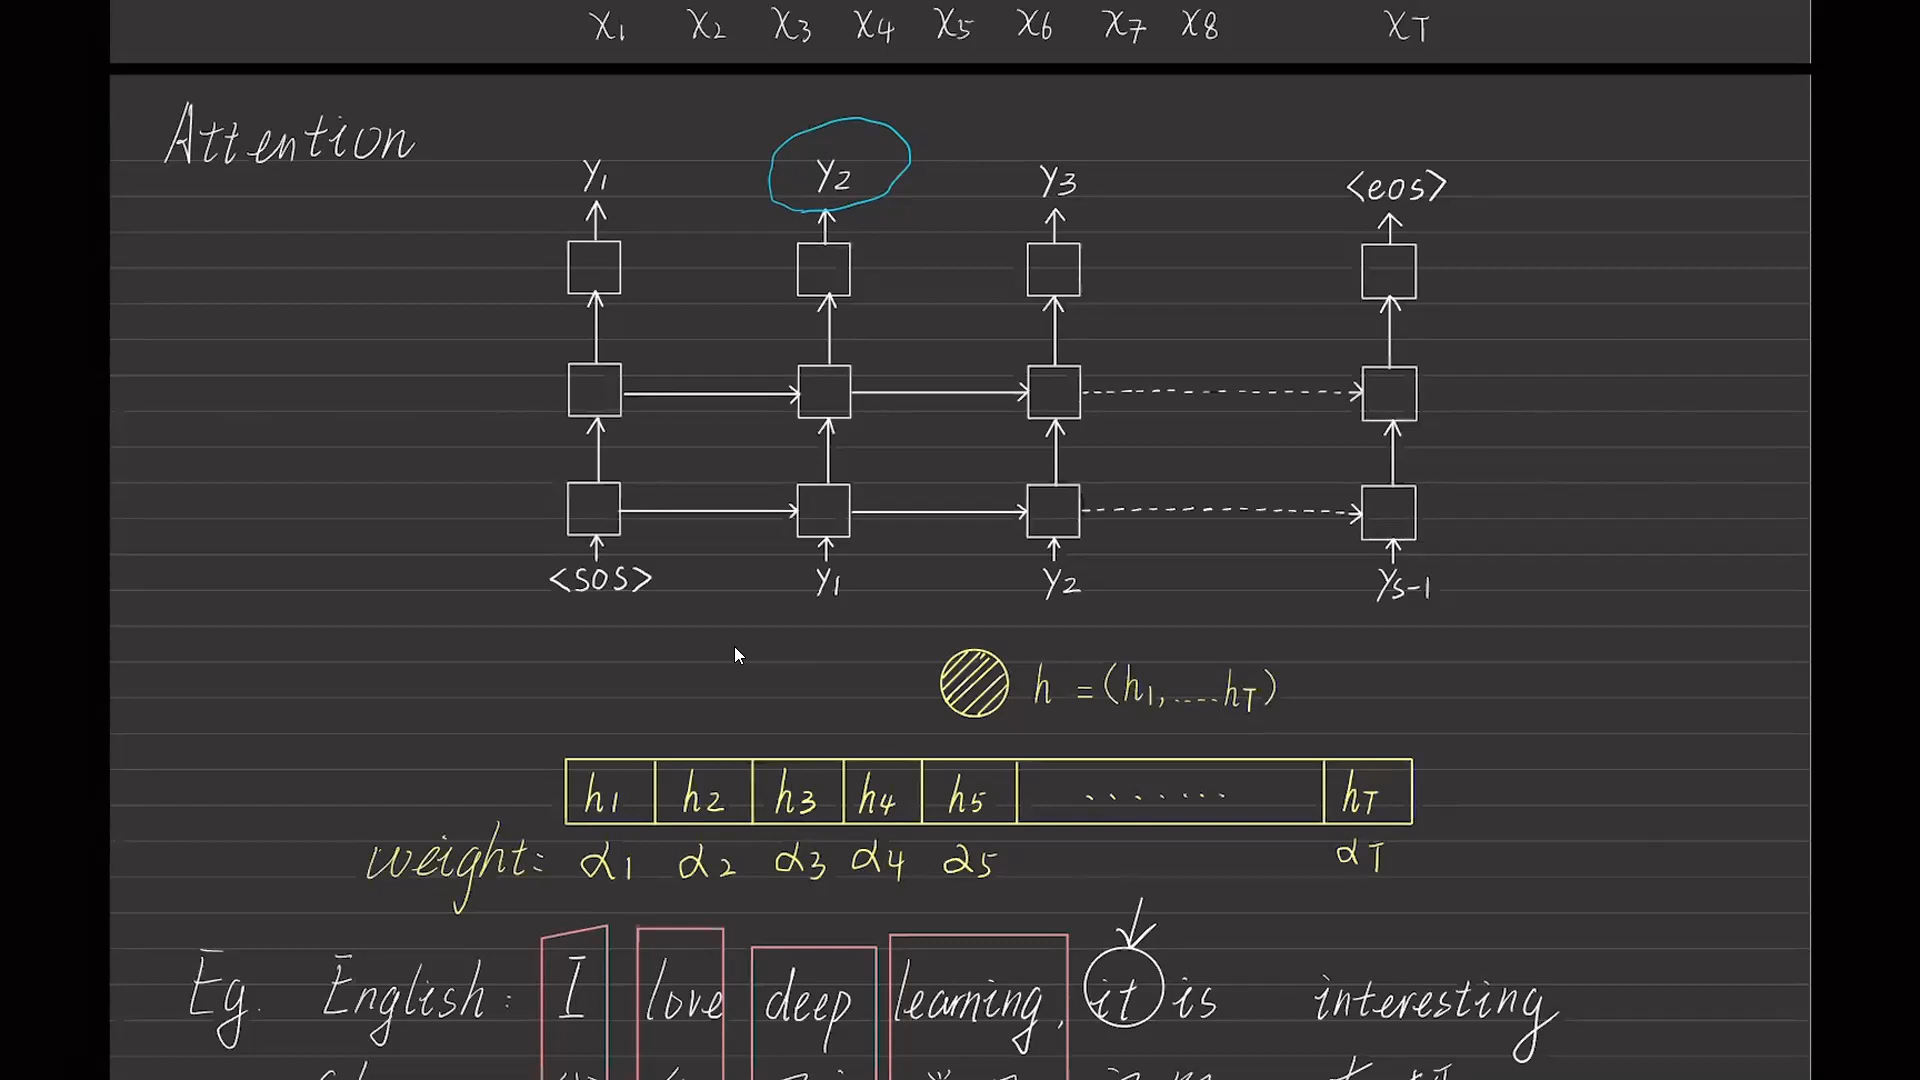 x1 x2 x3 x4 x5 x6 x7 x8 xT
Attention
y1 y2 y3 <eos>
<sos> y1 y2 ys-1
h = (h1, .... hT)
h1 h2 h3 h4 h5 ........ hT
weight: α1 α2 α3 α4 α5 αT
Eg. English: I love deep learning, it is interesting